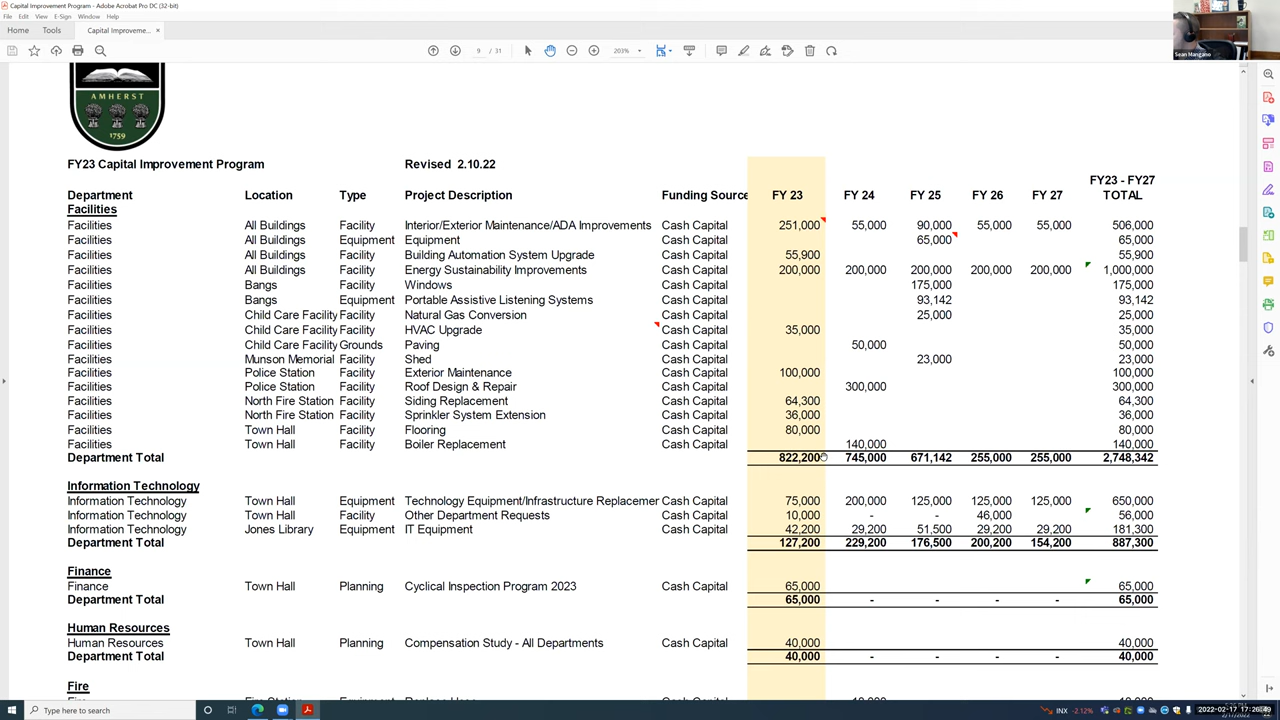 Capital Improvement Program - Adobe Acrobat Pro DC (32-bit)
File Edit View E-Sign Window Help
Home Tools Capital Improveme... ×
9 / 31 203%
Sean Mangano
AMHERST
1759
FY23 Capital Improvement Program Revised 2.10.22
FY23 - FY27
Department Location Type Project Description Funding Source FY 23 FY 24 FY 25 FY 26 FY 27 TOTAL
Facilities
Facilities All Buildings Facility Interior/Exterior Maintenance/ADA Improvements Cash Capital 251,000 55,000 90,000 55,000 55,000 506,000
Facilities All Buildings Equipment Equipment Cash Capital 65,000 65,000
Facilities All Buildings Facility Building Automation System Upgrade Cash Capital 55,900 55,900
Facilities All Buildings Facility Energy Sustainability Improvements Cash Capital 200,000 200,000 200,000 200,000 200,000 1,000,000
Facilities Bangs Facility Windows Cash Capital 175,000 175,000
Facilities Bangs Equipment Portable Assistive Listening Systems Cash Capital 93,142 93,142
Facilities Child Care Facility Facility Natural Gas Conversion Cash Capital 25,000 25,000
Facilities Child Care Facility Facility HVAC Upgrade Cash Capital 35,000 35,000
Facilities Child Care Facility Grounds Paving Cash Capital 50,000 50,000
Facilities Munson Memorial Facility Shed Cash Capital 23,000 23,000
Facilities Police Station Facility Exterior Maintenance Cash Capital 100,000 100,000
Facilities Police Station Facility Roof Design & Repair Cash Capital 300,000 300,000
Facilities North Fire Station Facility Siding Replacement Cash Capital 64,300 64,300
Facilities North Fire Station Facility Sprinkler System Extension Cash Capital 36,000 36,000
Facilities Town Hall Facility Flooring Cash Capital 80,000 80,000
Facilities Town Hall Facility Boiler Replacement Cash Capital 140,000 140,000
Department Total 822,200 745,000 671,142 255,000 255,000 2,748,342
Information Technology
Information Technology Town Hall Equipment Technology Equipment/Infrastructure Replacemer Cash Capital 75,000 200,000 125,000 125,000 125,000 650,000
Information Technology Town Hall Facility Other Department Requests Cash Capital 10,000 - - 46,000 56,000
Information Technology Jones Library Equipment IT Equipment Cash Capital 42,200 29,200 51,500 29,200 29,200 181,300
Department Total 127,200 229,200 176,500 200,200 154,200 887,300
Finance
Finance Town Hall Planning Cyclical Inspection Program 2023 Cash Capital 65,000 65,000
Department Total 65,000 - - - - 65,000
Human Resources
Human Resources Town Hall Planning Compensation Study - All Departments Cash Capital 40,000 40,000
Department Total 40,000 - - - - 40,000
Fire
Type here to search INX -2.12% 2022-02-17 17:26:49